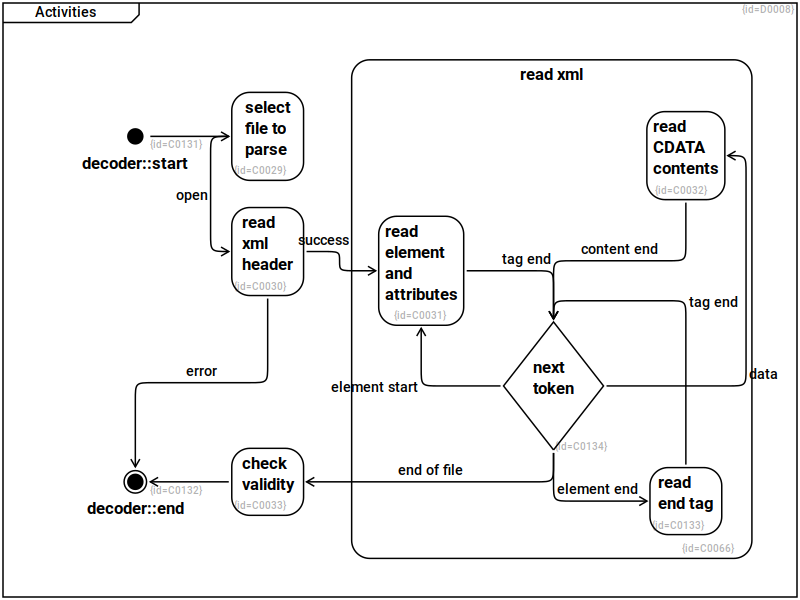 Activities
{id=D0008}
read xml
select
file to
parse
{id=C0029}
decoder::start
{id=C0131}
open
read
xml
header
{id=C0030}
success
read
element
and
attributes
{id=C0031}
tag end
content end
read
CDATA
contents
{id=C0032}
tag end
next
token
{id=C0134}
data
element start
error
end of file
element end
check
validity
{id=C0033}
{id=C0132}
decoder::end
read
end tag
{id=C0133}
{id=C0066}